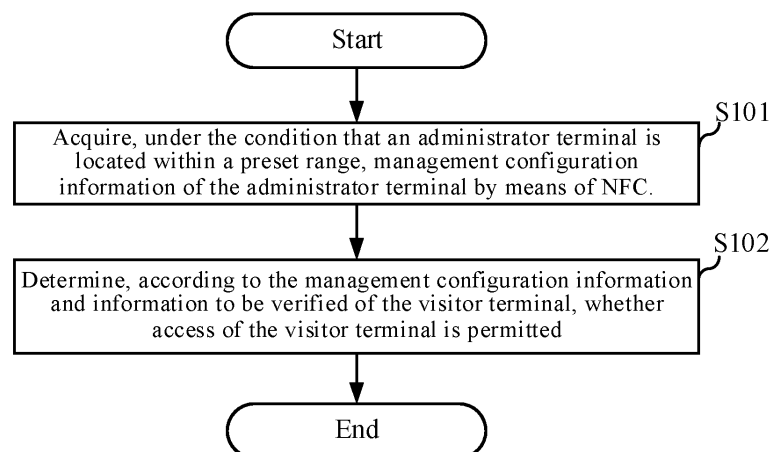 Start
S101
Acquire, under the condition that an administrator terminal is
located within a preset range, management configuration
information of the administrator terminal by means of NFC.
S102
Determine, according to the management configuration information
and information to be verified of the visitor terminal, whether
access of the visitor terminal is permitted
End